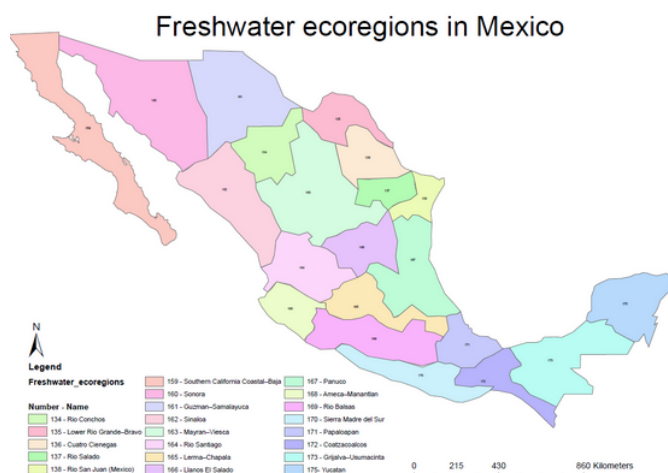 Freshwater ecoregions in Mexico
N
Legend
Freshwater_ecoregions
Number - Name
134 - Rio Conchos
135 - Lower Rio Grande–Bravo
136 - Cuatro Cienegas
137 - Rio Salado
138 - Rio San Juan (Mexico)
159 - Southern California Coastal–Baja
160 - Sonora
161 - Guzman–Samalayuca
162 - Sinaloa
163 - Mayran–Viesca
164 - Rio Santiago
165 - Lerma–Chapala
166 - Llanos El Salado
167 - Panuco
168 - Ameca–Manantlan
169 - Rio Balsas
170 - Sierra Madre del Sur
171 - Papaloapan
172 - Coatzacoalcos
173 - Grijalva–Usumacinta
175- Yucatan
0 215 430 860 Kilometers